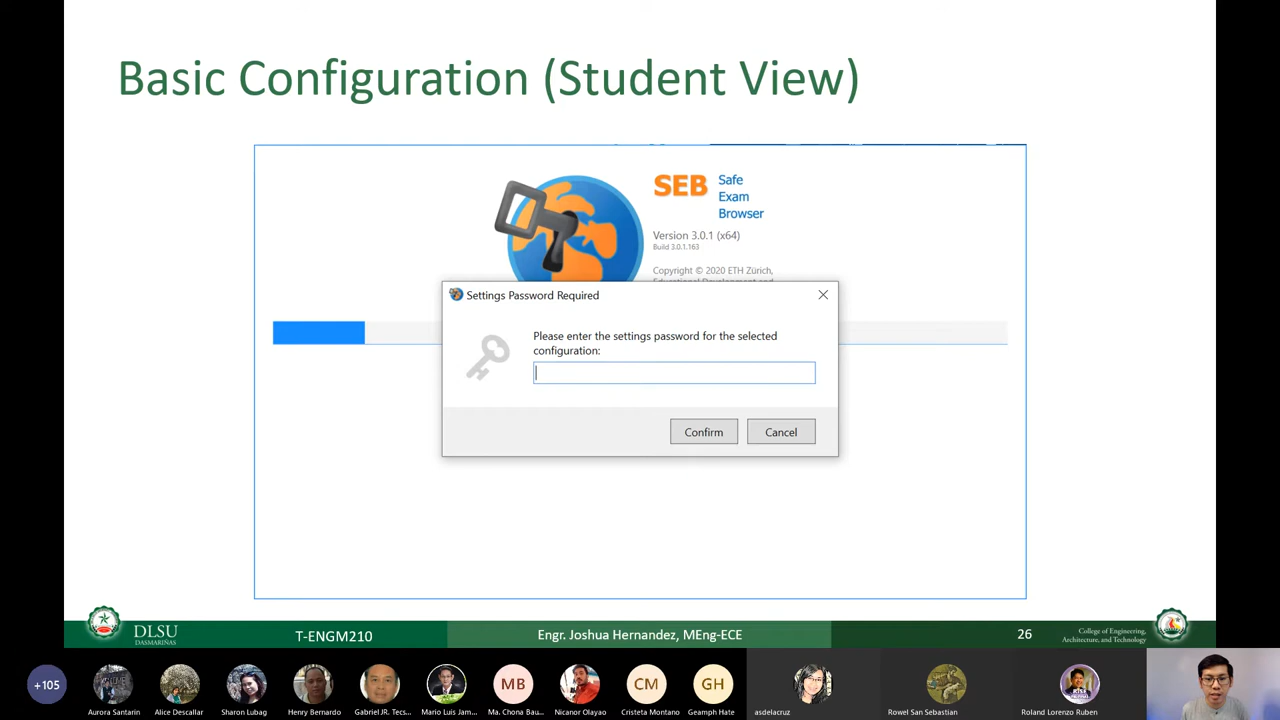 Basic Configuration (Student View)
SEB
Safe
Exam
Browser
Version 3.0.1 (x64)
Build 3.0.1.163
Copyright © 2020 ETH Zürich,
Educational Development and
Settings Password Required
Please enter the settings password for the selected
configuration:
Confirm
Cancel
DLSU
DASMARIÑAS
T-ENGM210
Engr. Joshua Hernandez, MEng-ECE
26
College of Engineering,
Architecture, and Technology
+105
Aurora Santarin
Alice Descallar
Sharon Lubag
Henry Bernardo
Gabriel JR. Tecs...
Mario Luis Jam...
MB
Ma. Chona Bau...
Nicanor Olayao
CM
Cristeta Montano
GH
Geamph Hate
asdelacruz
Rowel San Sebastian
Roland Lorenzo Ruben